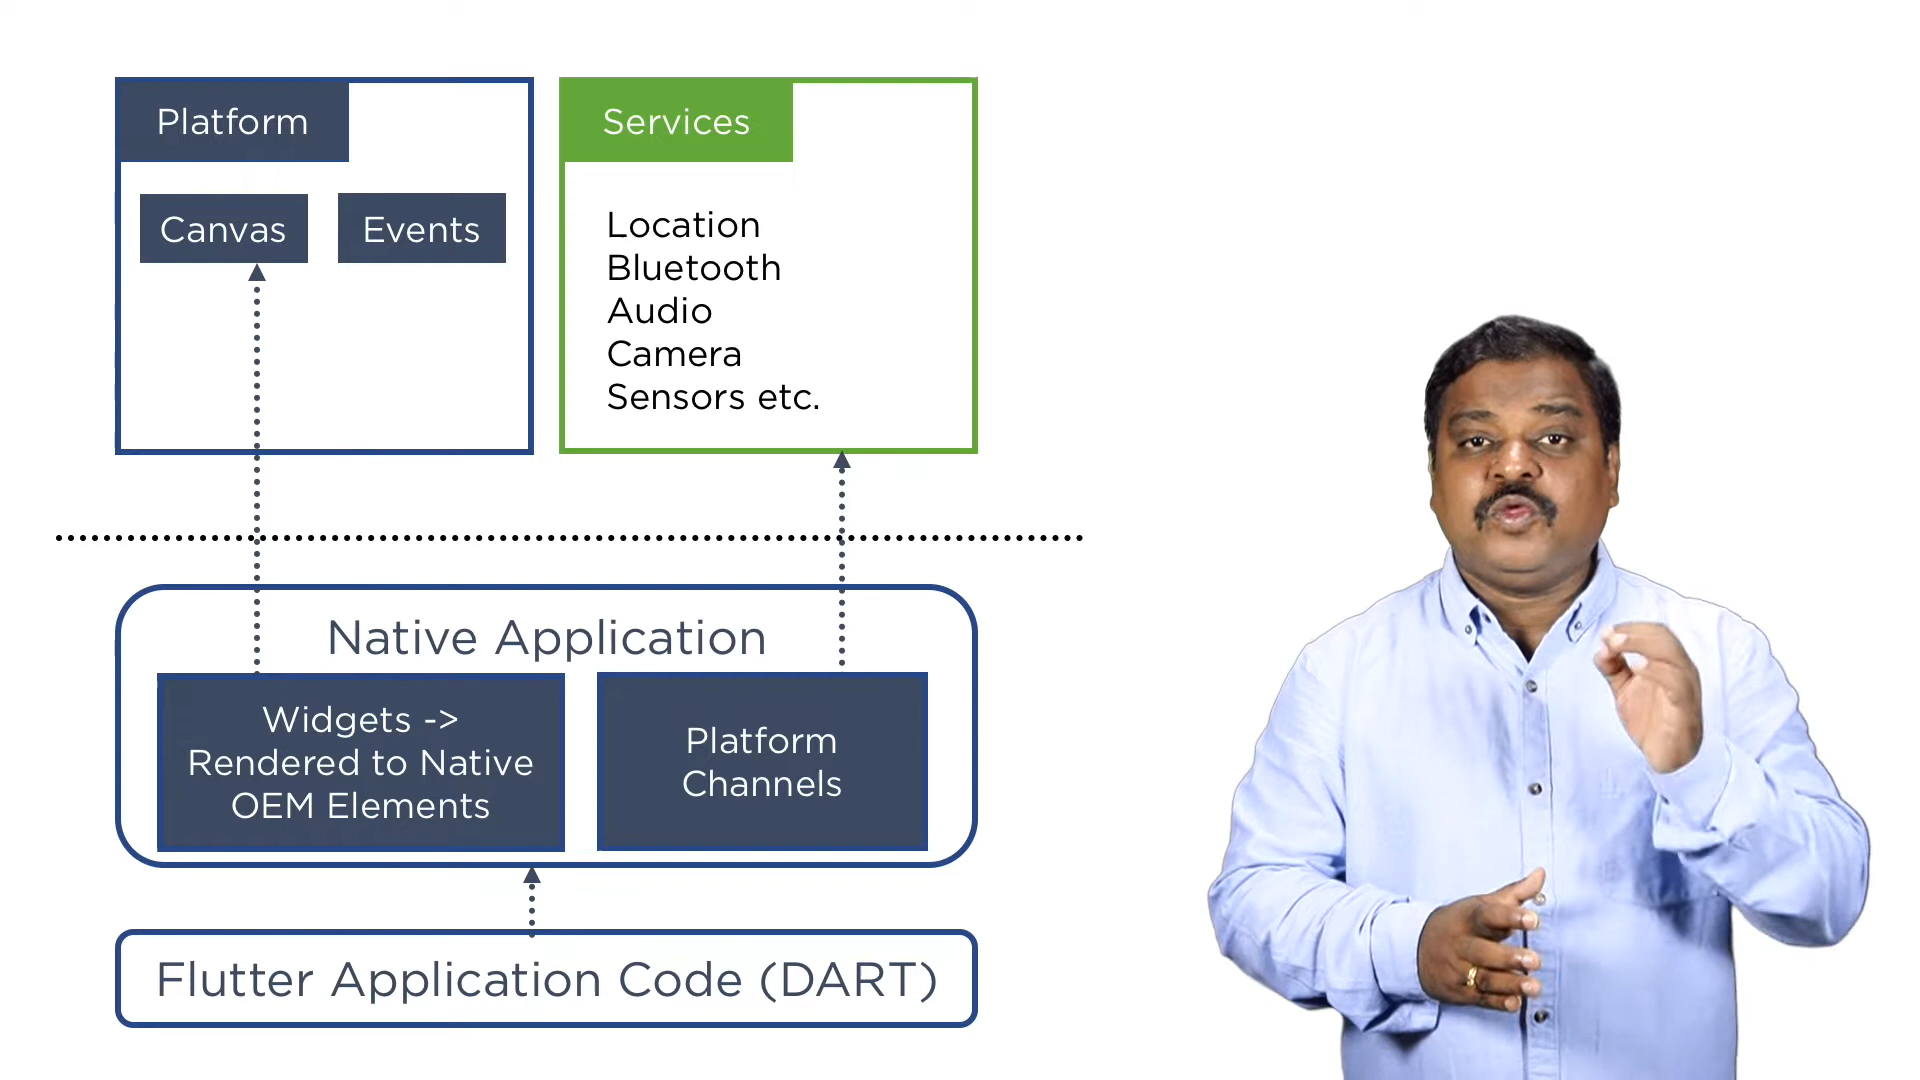 Platform
Canvas
Events
Services
Location
Bluetooth
Audio
Camera
Sensors etc.
Native Application
Widgets ->
Rendered to Native
OEM Elements
Platform
Channels
Flutter Application Code (DART)